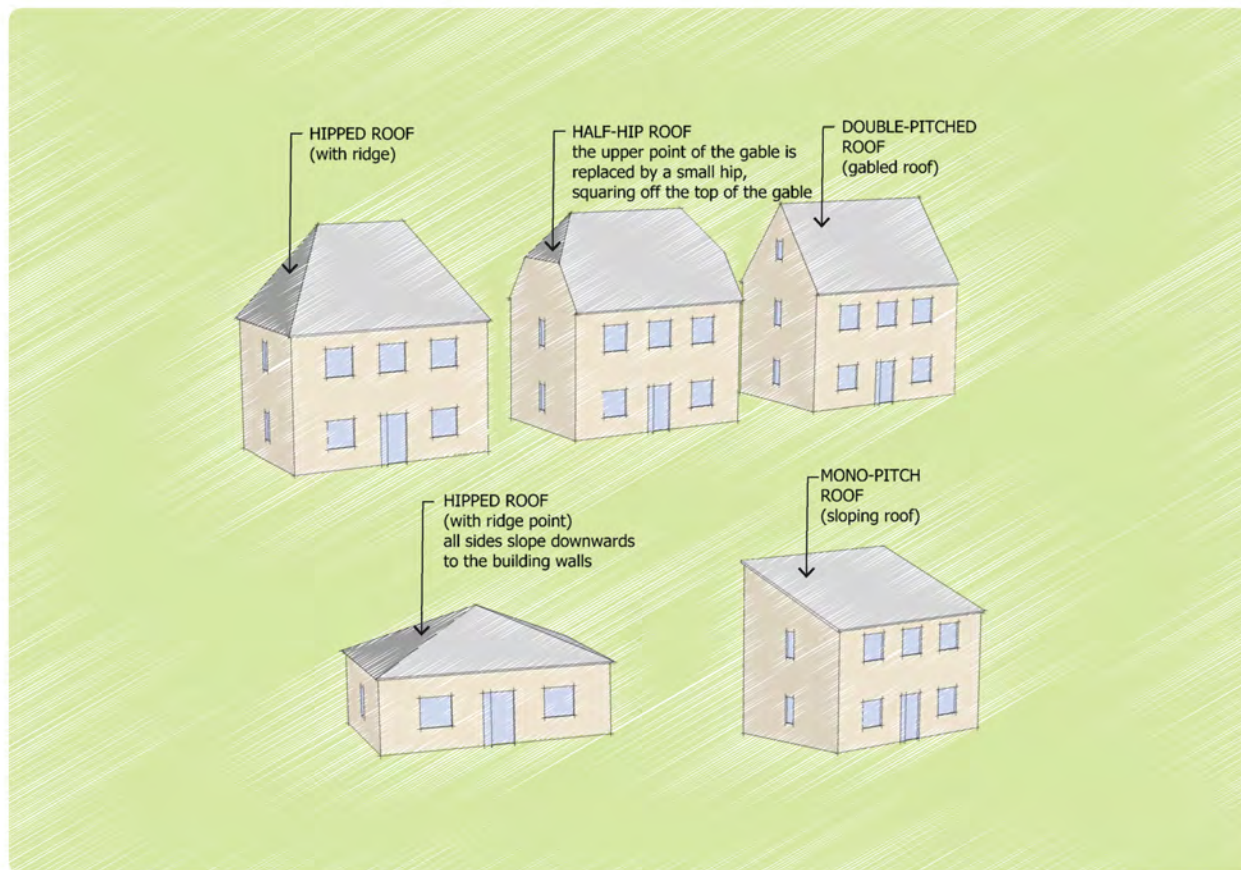 HIPPED ROOF
(with ridge)
HALF-HIP ROOF
the upper point of the gable is
replaced by a small hip,
squaring off the top of the gable
DOUBLE-PITCHED
ROOF
(gabled roof)
HIPPED ROOF
(with ridge point)
all sides slope downwards
to the building walls
MONO-PITCH
ROOF
(sloping roof)